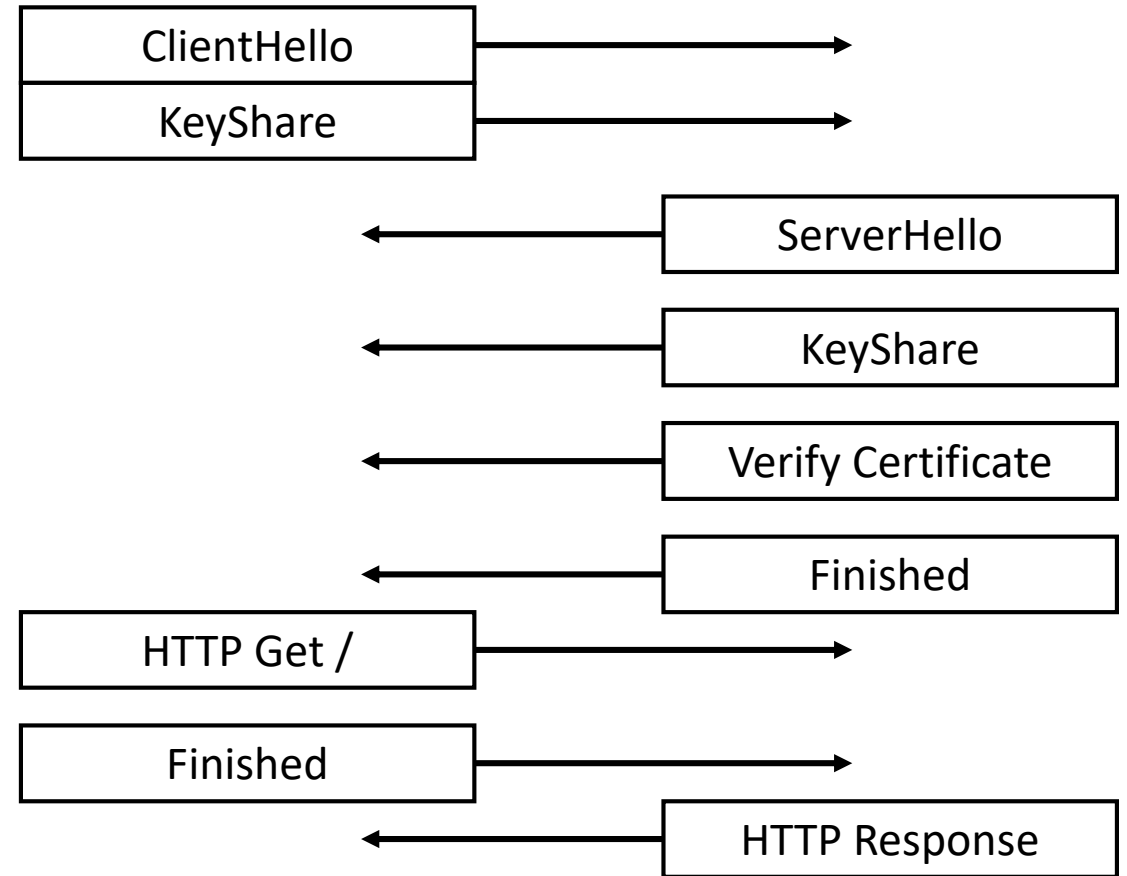 ClientHello
KeyShare
ServerHello
KeyShare
Verify Certificate
Finished
HTTP Get /
Finished
HTTP Response